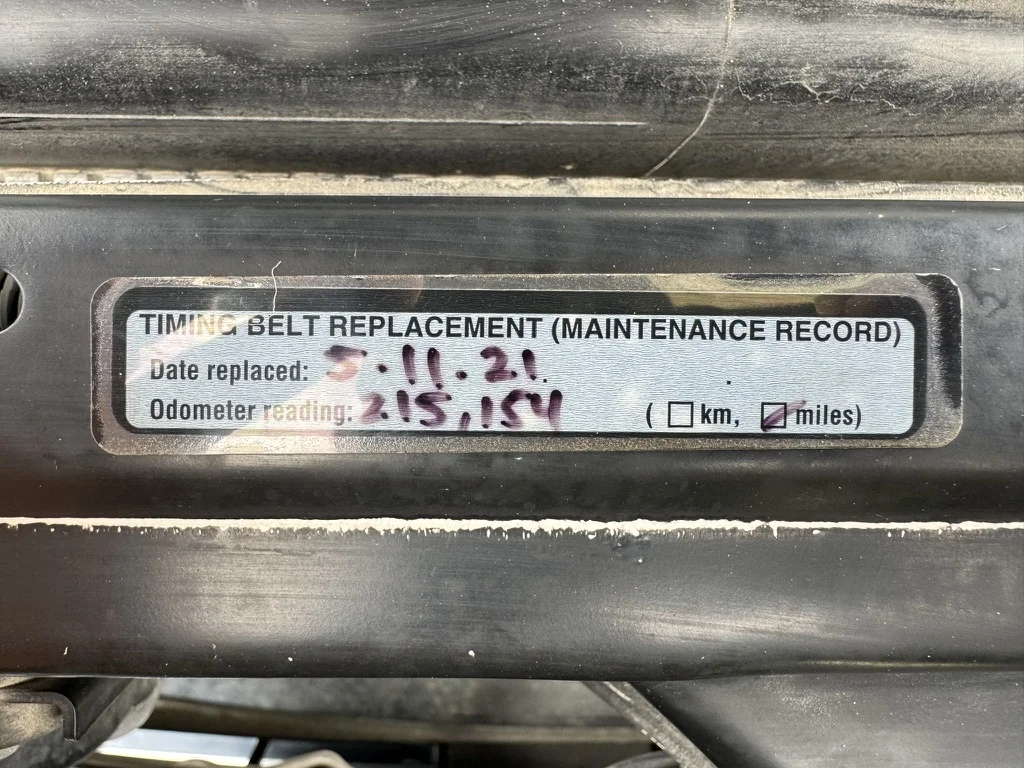 TIMING BELT REPLACEMENT (MAINTENANCE RECORD)
Date replaced: 5.11.21.
Odometer reading: 215,154 ( km, miles)